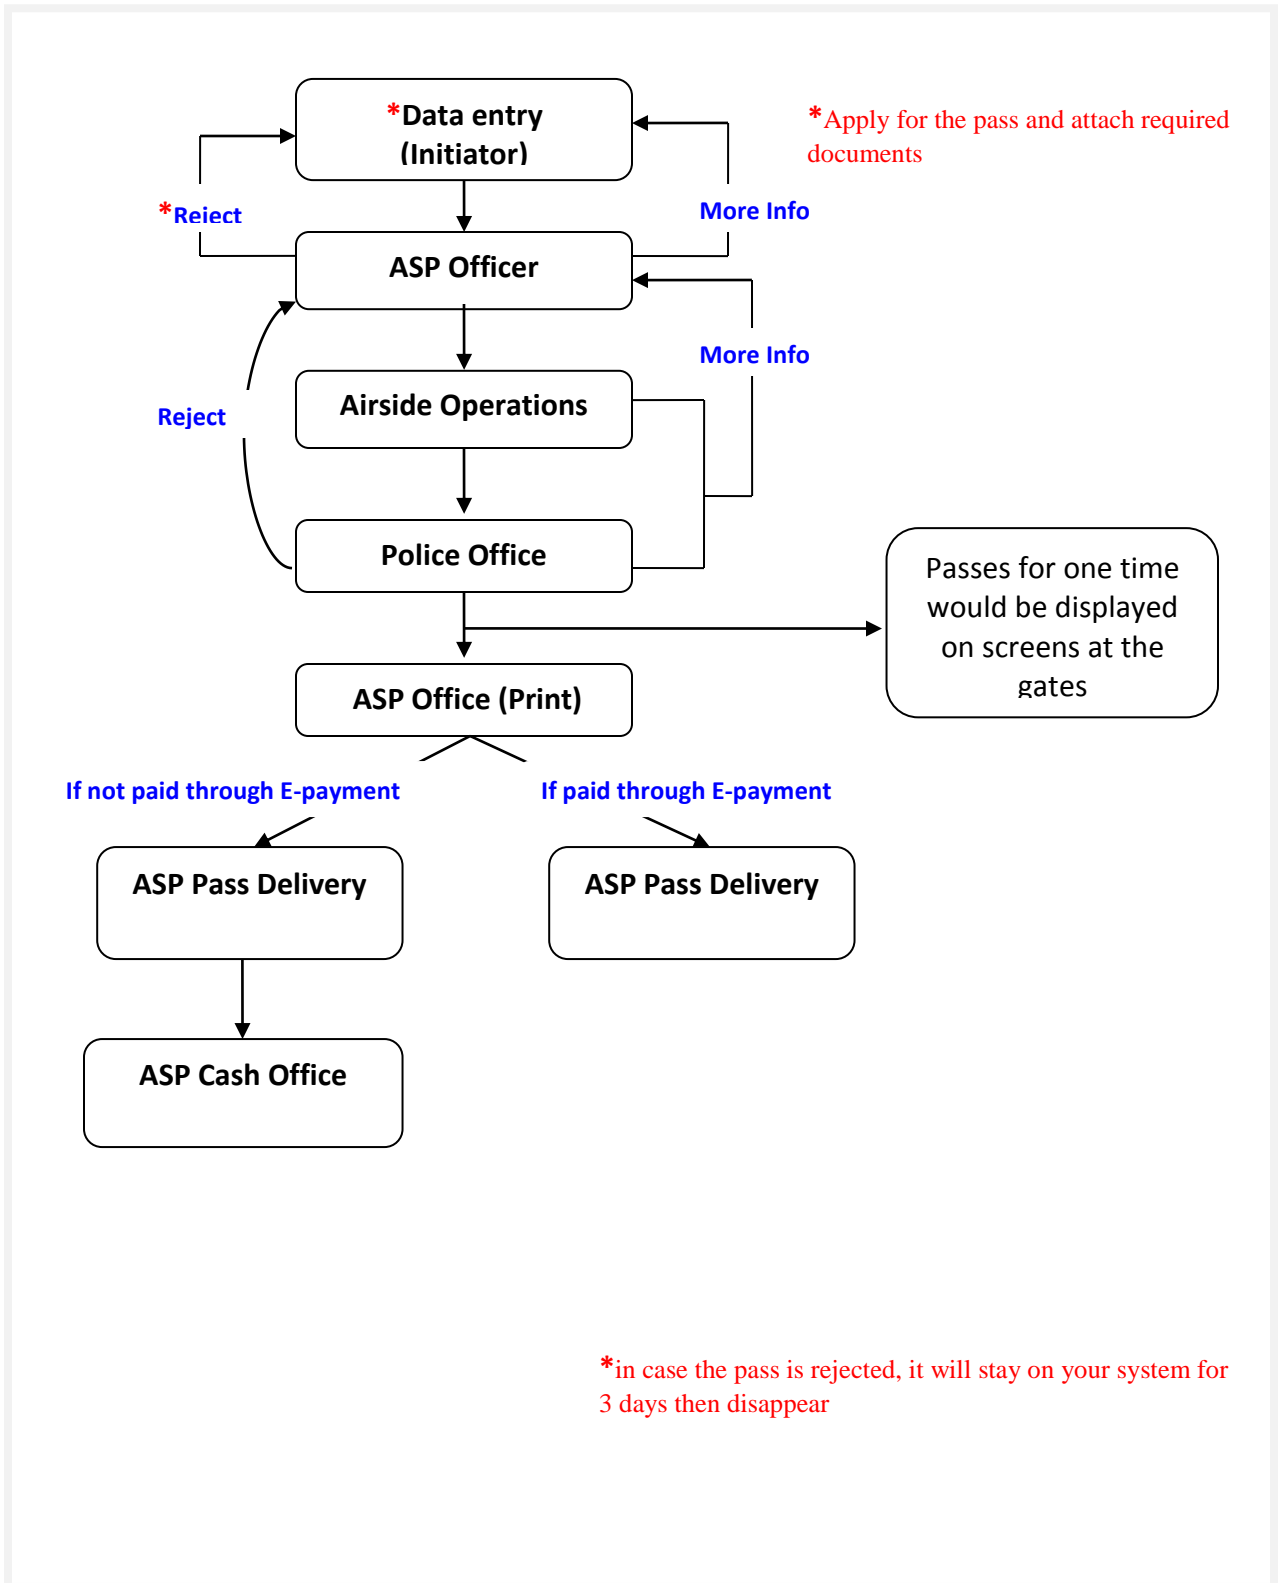 *Data entry
(Initiator)
*Apply for the pass and attach required
documents
*Reject
More Info
ASP Officer
More Info
Airside Operations
Reject
Police Office
Passes for one time
would be displayed
on screens at the
gates
ASP Office (Print)
If not paid through E-payment
If paid through E-payment
ASP Pass Delivery
ASP Pass Delivery
ASP Cash Office
*in case the pass is rejected, it will stay on your system for
3 days then disappear